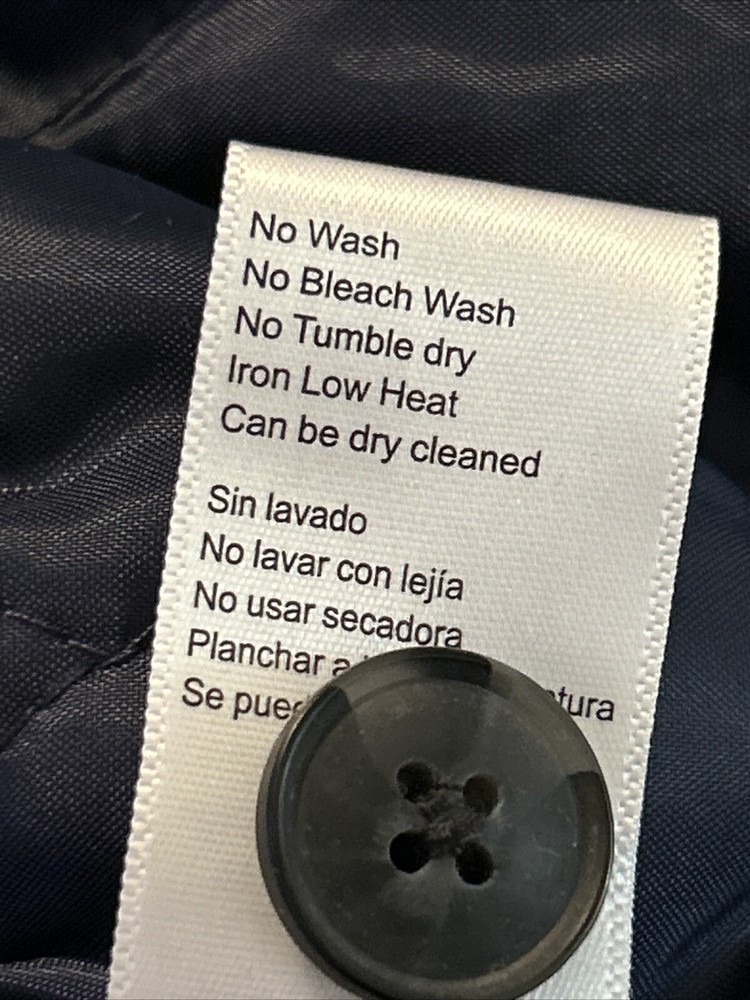 No Wash
No Bleach Wash
No Tumble dry
Iron Low Heat
Can be dry cleaned
Sin lavado
No lavar con lejía
No usar secadora
Planchar a
Se